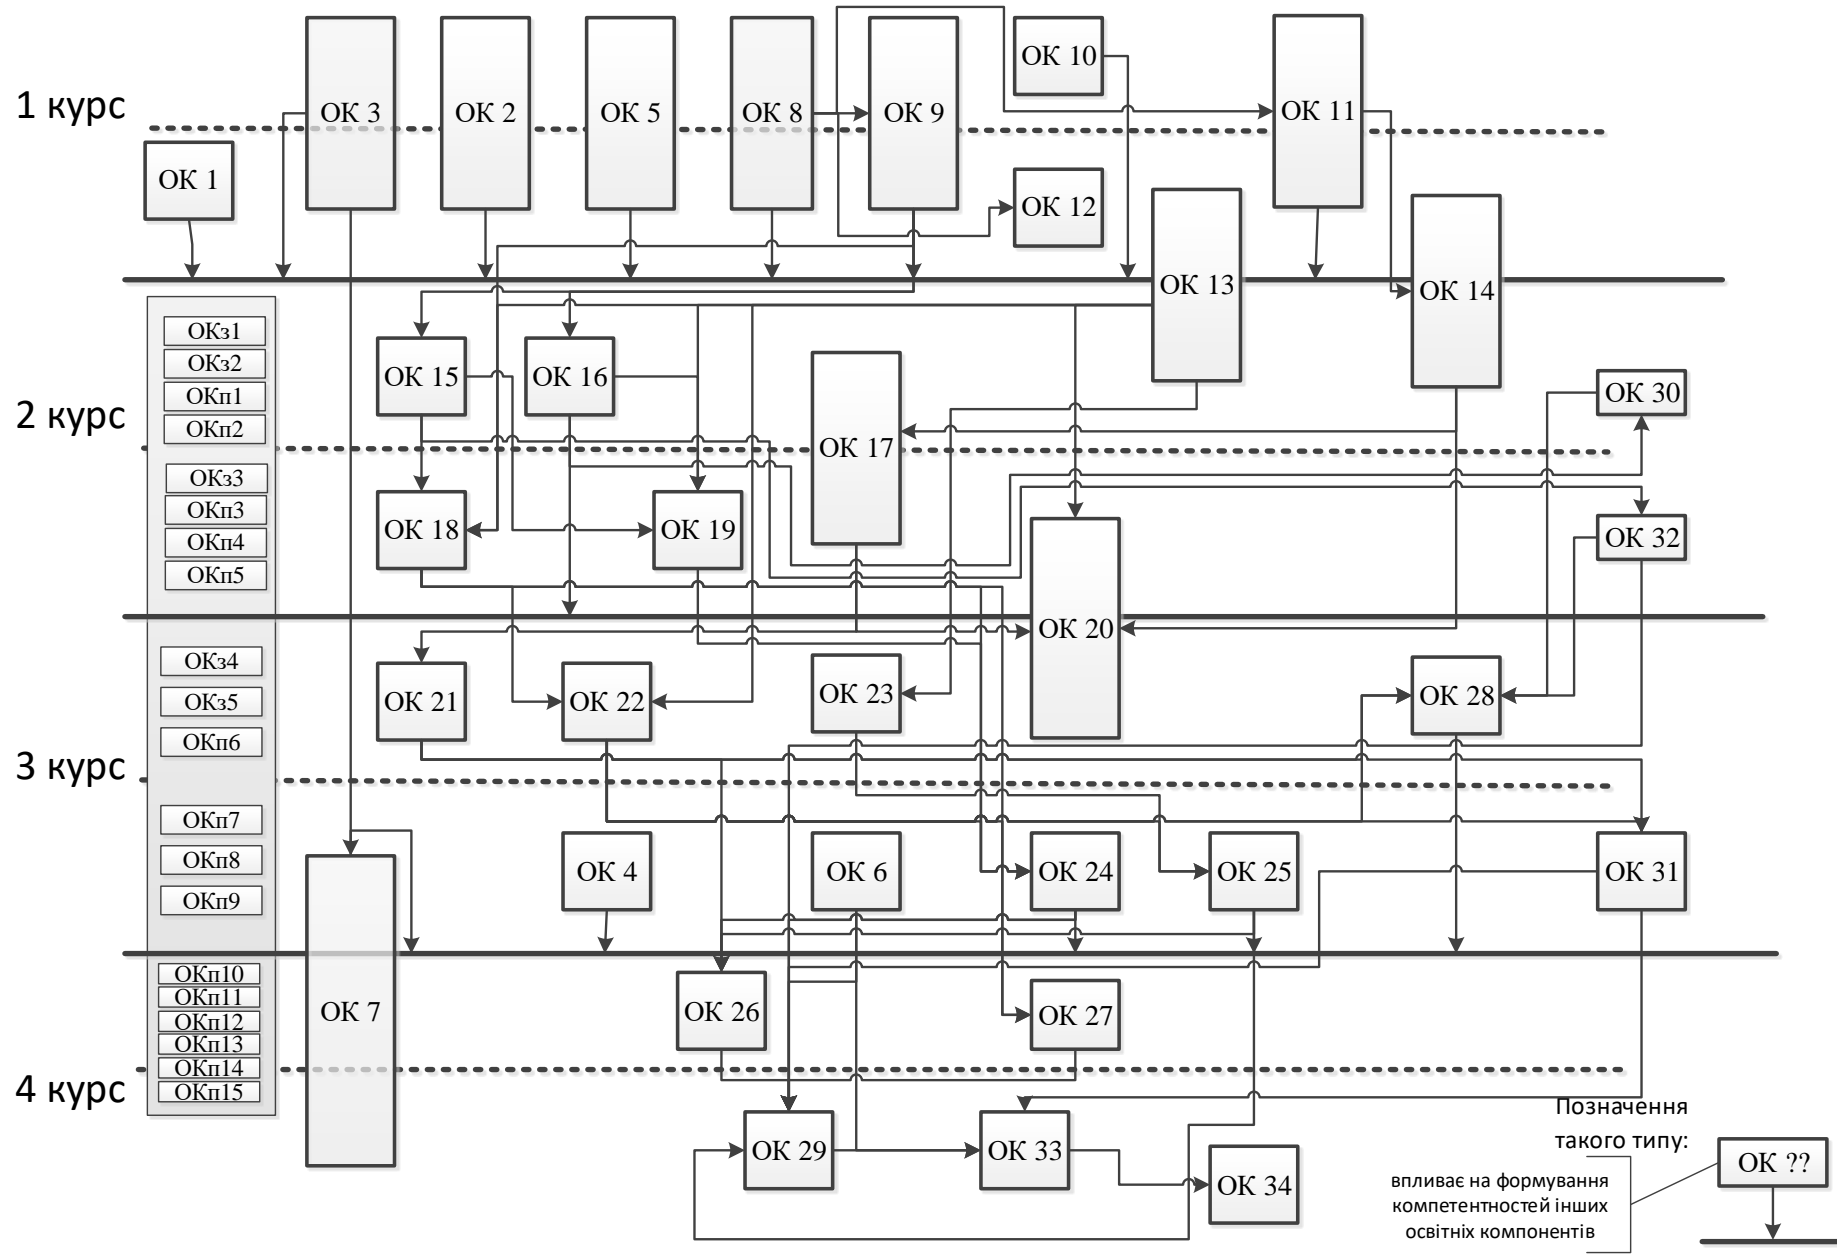 1 курс
ОК 3
ОК 2
ОК 5
ОК 8
ОК 9
ОК 10
ОК 11
ОК 1
ОК 12
ОК 13
ОК 14
2 курс
ОКз1
ОКз2
ОКп1
ОКп2
ОКз3
ОКп3
ОКп4
ОКп5
ОК 15
ОК 16
ОК 17
ОК 30
ОК 18
ОК 19
ОК 20
ОК 32
3 курс
ОКз4
ОКз5
ОКп6
ОКп7
ОКп8
ОКп9
ОК 21
ОК 22
ОК 23
ОК 28
ОК 4
ОК 6
ОК 24
ОК 25
ОК 31
4 курс
ОКп10
ОКп11
ОКп12
ОКп13
ОКп14
ОКп15
ОК 7
ОК 26
ОК 27
ОК 29
ОК 33
ОК 34
Позначення
такого типу:
ОК ??
впливає на формування
компетентностей інших
освітніх компонентів